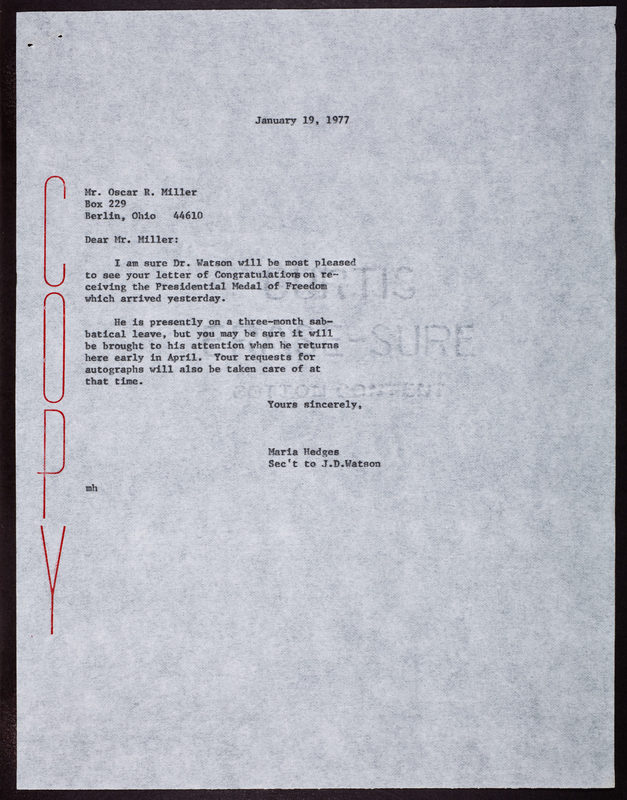 January 19, 1977
Mr. Oscar R. Miller
Box 229
Berlin, Ohio 44610
Dear Mr. Miller:
I am sure Dr. Watson will be most pleased
to see your letter of Congratulations on re-
ceiving the Presidential Medal of Freedom
which arrived yesterday.
He is presently on a three-month sab-
batical leave, but you may be sure it will
be brought to his attention when he returns
here early in April. Your requests for
autographs will also be taken care of at
that time.
Yours sincerely,
Maria Hedges
Sec't to J.D.Watson
mh
COPY